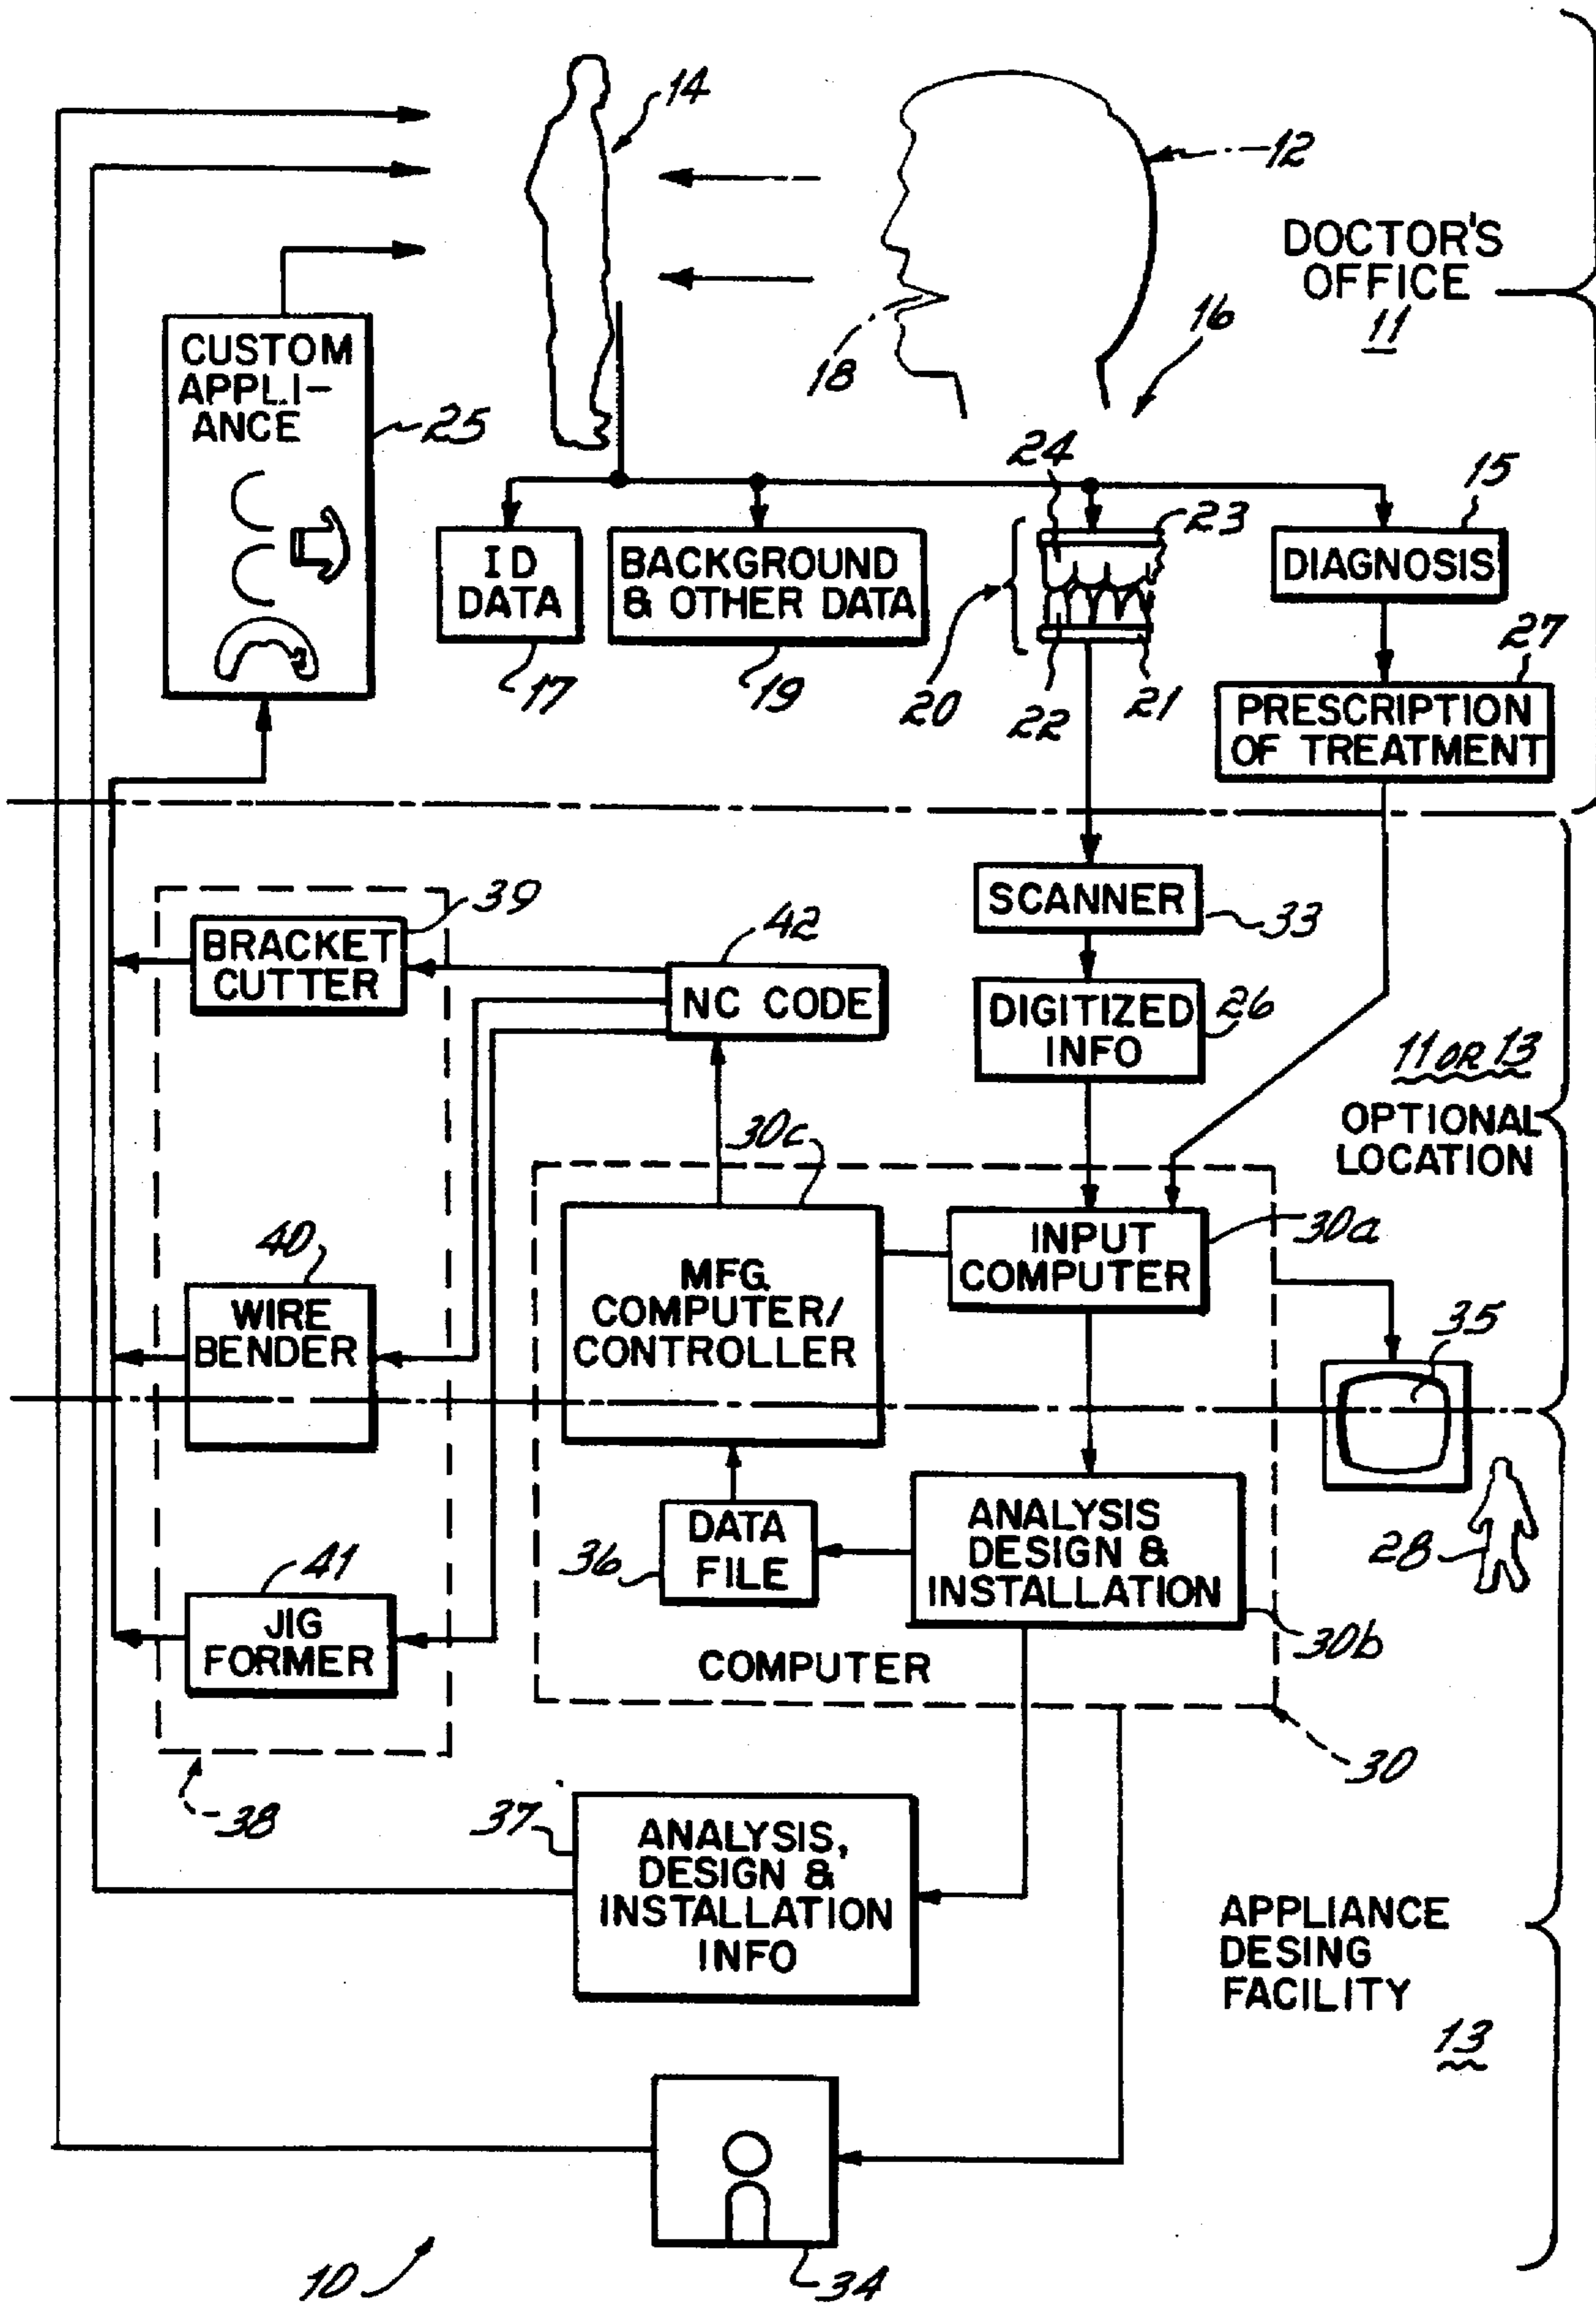 14
12
DOCTOR'S
OFFICE
11
16
18
CUSTOM
APPLI-
ANCE
25
24
23
15
ID
DATA
BACKGROUND
& OTHER DATA
DIAGNOSIS
20
17
19
22
21
27
PRESCRIPTION
OF TREATMENT
SCANNER
33
39
BRACKET
CUTTER
42
NC CODE
DIGITIZED
INFO
26
11 OR 13
OPTIONAL
LOCATION
30c
40
WIRE
BENDER
MFG.
COMPUTER/
CONTROLLER
INPUT
COMPUTER
30a
35
DATA
FILE
36
ANALYSIS
DESIGN &
INSTALLATION
28
41
JIG
FORMER
30b
COMPUTER
30
38
37
ANALYSIS,
DESIGN &
INSTALLATION
INFO
APPLIANCE
DESING
FACILITY
13
10
34